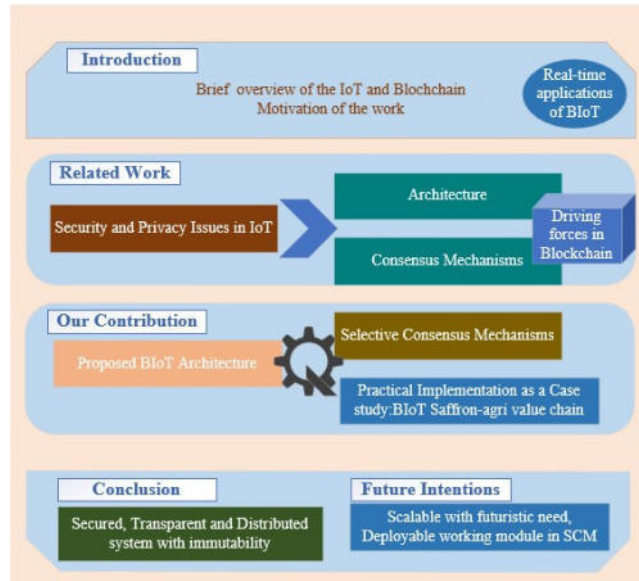 Introduction
Brief overview of the IoT and Blochchain
Motivation of the work
Real-time
applications
of BIoT
Related Work
Security and Privacy Issues in IoT
Architecture
Consensus Mechanisms
Driving
forces in
Blockchain
Our Contribution
Proposed BIoT Architecture
Selective Consensus Mechanisms
Practical Implementation as a Case
study:BIoT Saffron-agri value chain
Conclusion
Secured, Transparent and Distributed
system with immutability
Future Intentions
Scalable with futuristic need,
Deployable working module in SCM